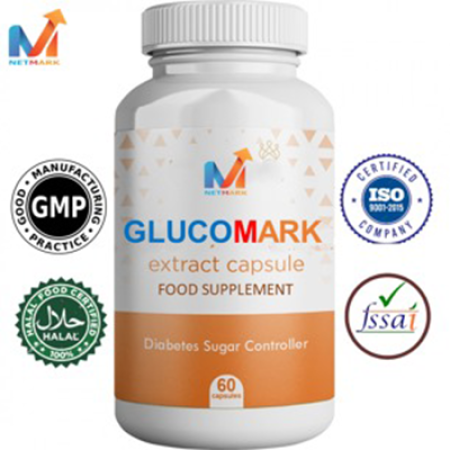 M
NETMARK
GOOD MANUFACTURING PRACTICE
GMP
HALAL FOOD CERTIFIED
حلال
HALAL
100%
M
NETMARK
GLUCOMARK
extract capsule
FOOD SUPPLEMENT
Diabetes Sugar Controller
60
capsules
CERTIFIED
ISO
9001-2015
COMPANY
fssai